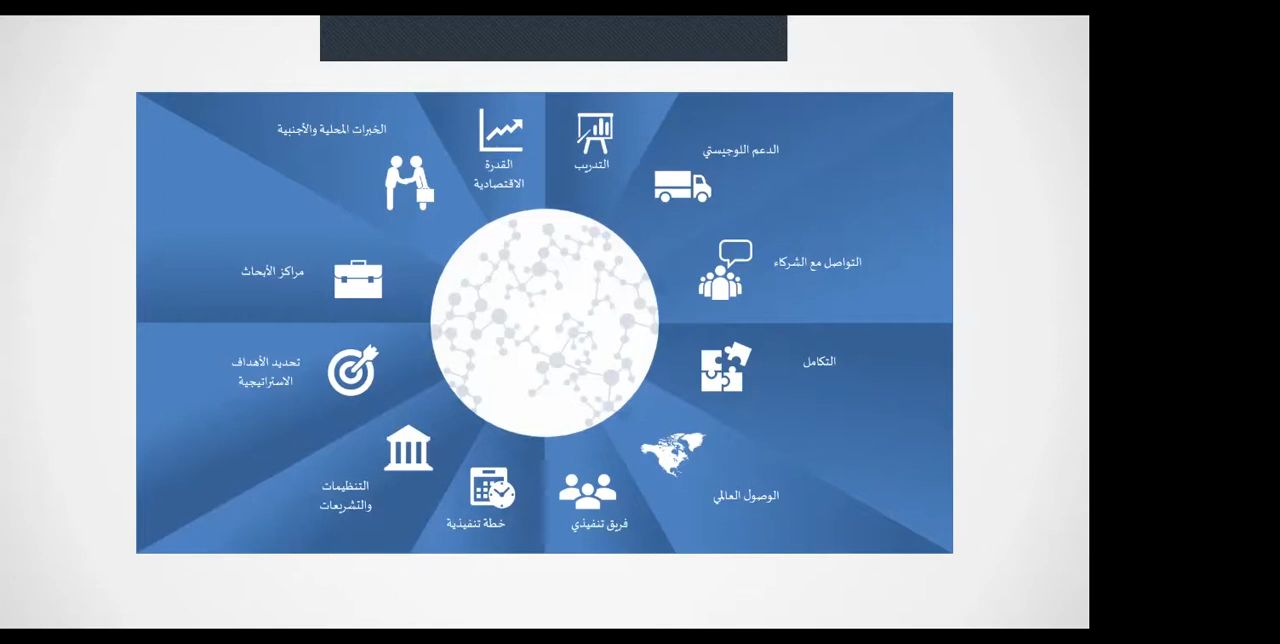 التدريب
الدعم اللوجيستي
التواصل مع الشركاء
التكامل
الوصول العالمي
فريق تنفيذي
خطة تنفيذية
التنظيمات
والتشريعات
تحديد الأهداف
الاستراتيجية
مراكز الأبحاث
الخبرات المحلية والأجنبية
القدرة
الاقتصادية